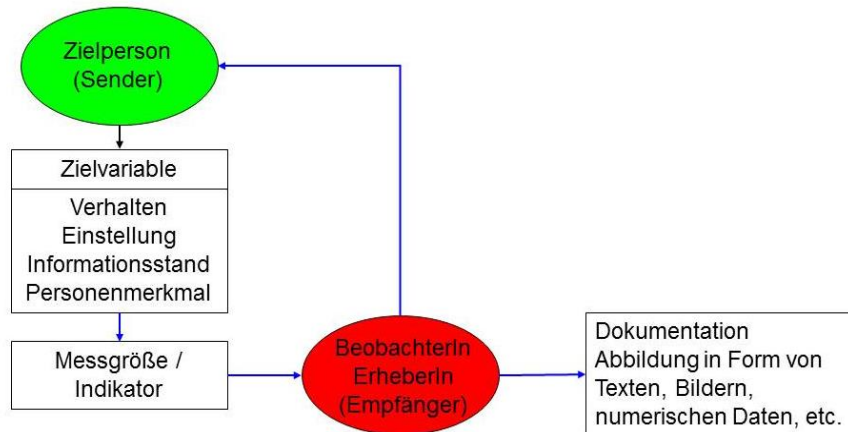 Zielperson
(Sender)
Zielvariable
Verhalten
Einstellung
Informationsstand
Personenmerkmal
Messgröße /
Indikator
BeobachterIn
ErheberIn
(Empfänger)
Dokumentation
Abbildung in Form von
Texten, Bildern,
numerischen Daten, etc.